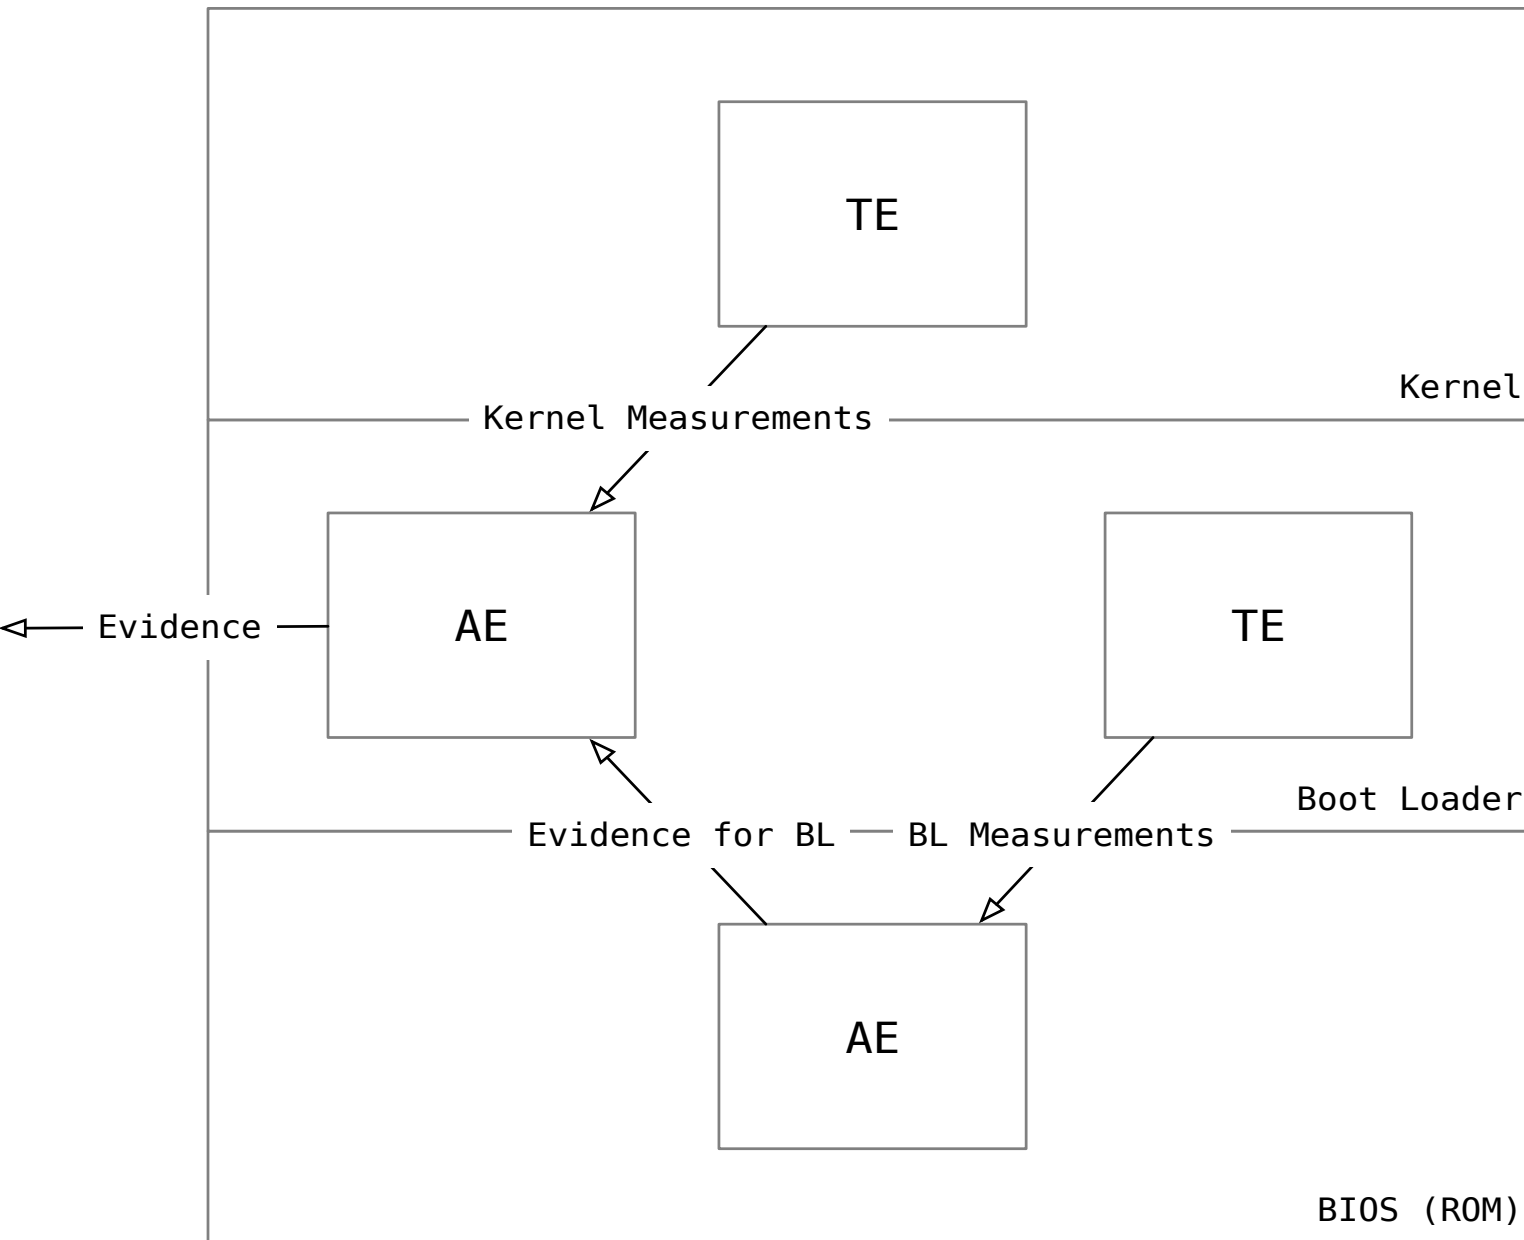 TE
Kernel
Kernel Measurements
Evidence
AE
TE
Boot Loader
Evidence for BL
BL Measurements
AE
BIOS (ROM)